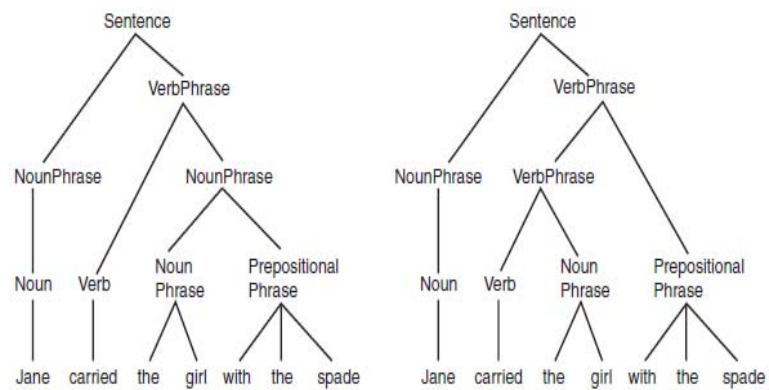 Sentence Sentence
VerbPhrase VerbPhrase
NounPhrase NounPhrase NounPhrase VerbPhrase
Noun Verb Noun Phrase Prepositional Phrase Noun Verb Noun Phrase Prepositional Phrase
Jane carried the girl with the spade Jane carried the girl with the spade